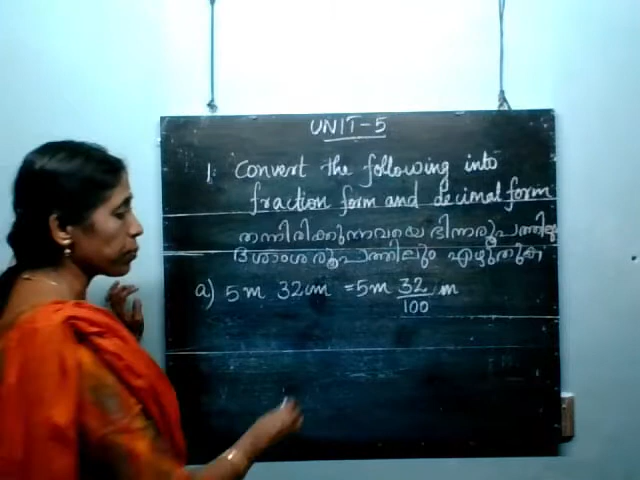 UNIT-5
1. Convert the following into
fraction form and decimal form
തന്നിരിക്കുന്നവയെ ഭിന്നരൂപത്തിലും
ദശാംശരൂപത്തിലും എഴുതുക
a) 5m 32cm = 5m 32/100 m